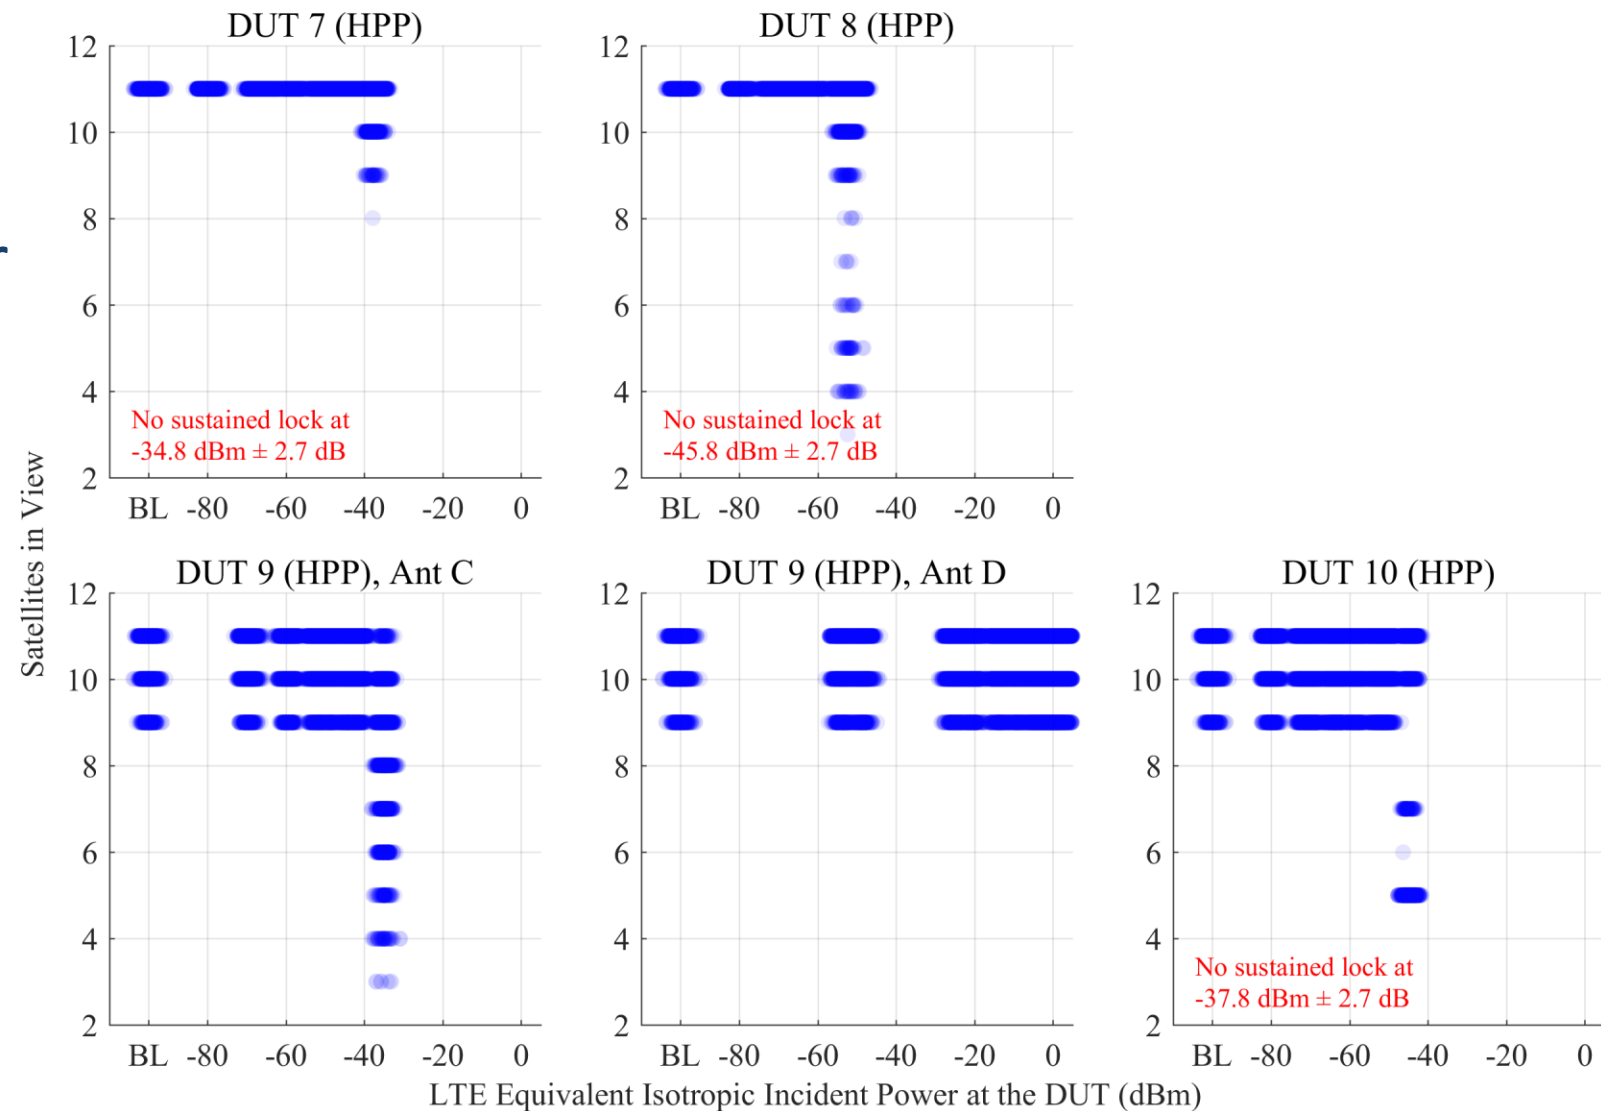 DUT 7 (HPP)
12
10
8
6
4
2
No sustained lock at
-34.8 dBm ± 2.7 dB
BL -80 -60 -40 -20 0
DUT 8 (HPP)
12
10
8
6
4
2
No sustained lock at
-45.8 dBm ± 2.7 dB
BL -80 -60 -40 -20 0
Satellites in View
DUT 9 (HPP), Ant C
12
10
8
6
4
2
BL -80 -60 -40 -20 0
DUT 9 (HPP), Ant D
12
10
8
6
4
2
BL -80 -60 -40 -20 0
DUT 10 (HPP)
12
10
8
6
4
2
No sustained lock at
-37.8 dBm ± 2.7 dB
BL -80 -60 -40 -20 0
LTE Equivalent Isotropic Incident Power at the DUT (dBm)